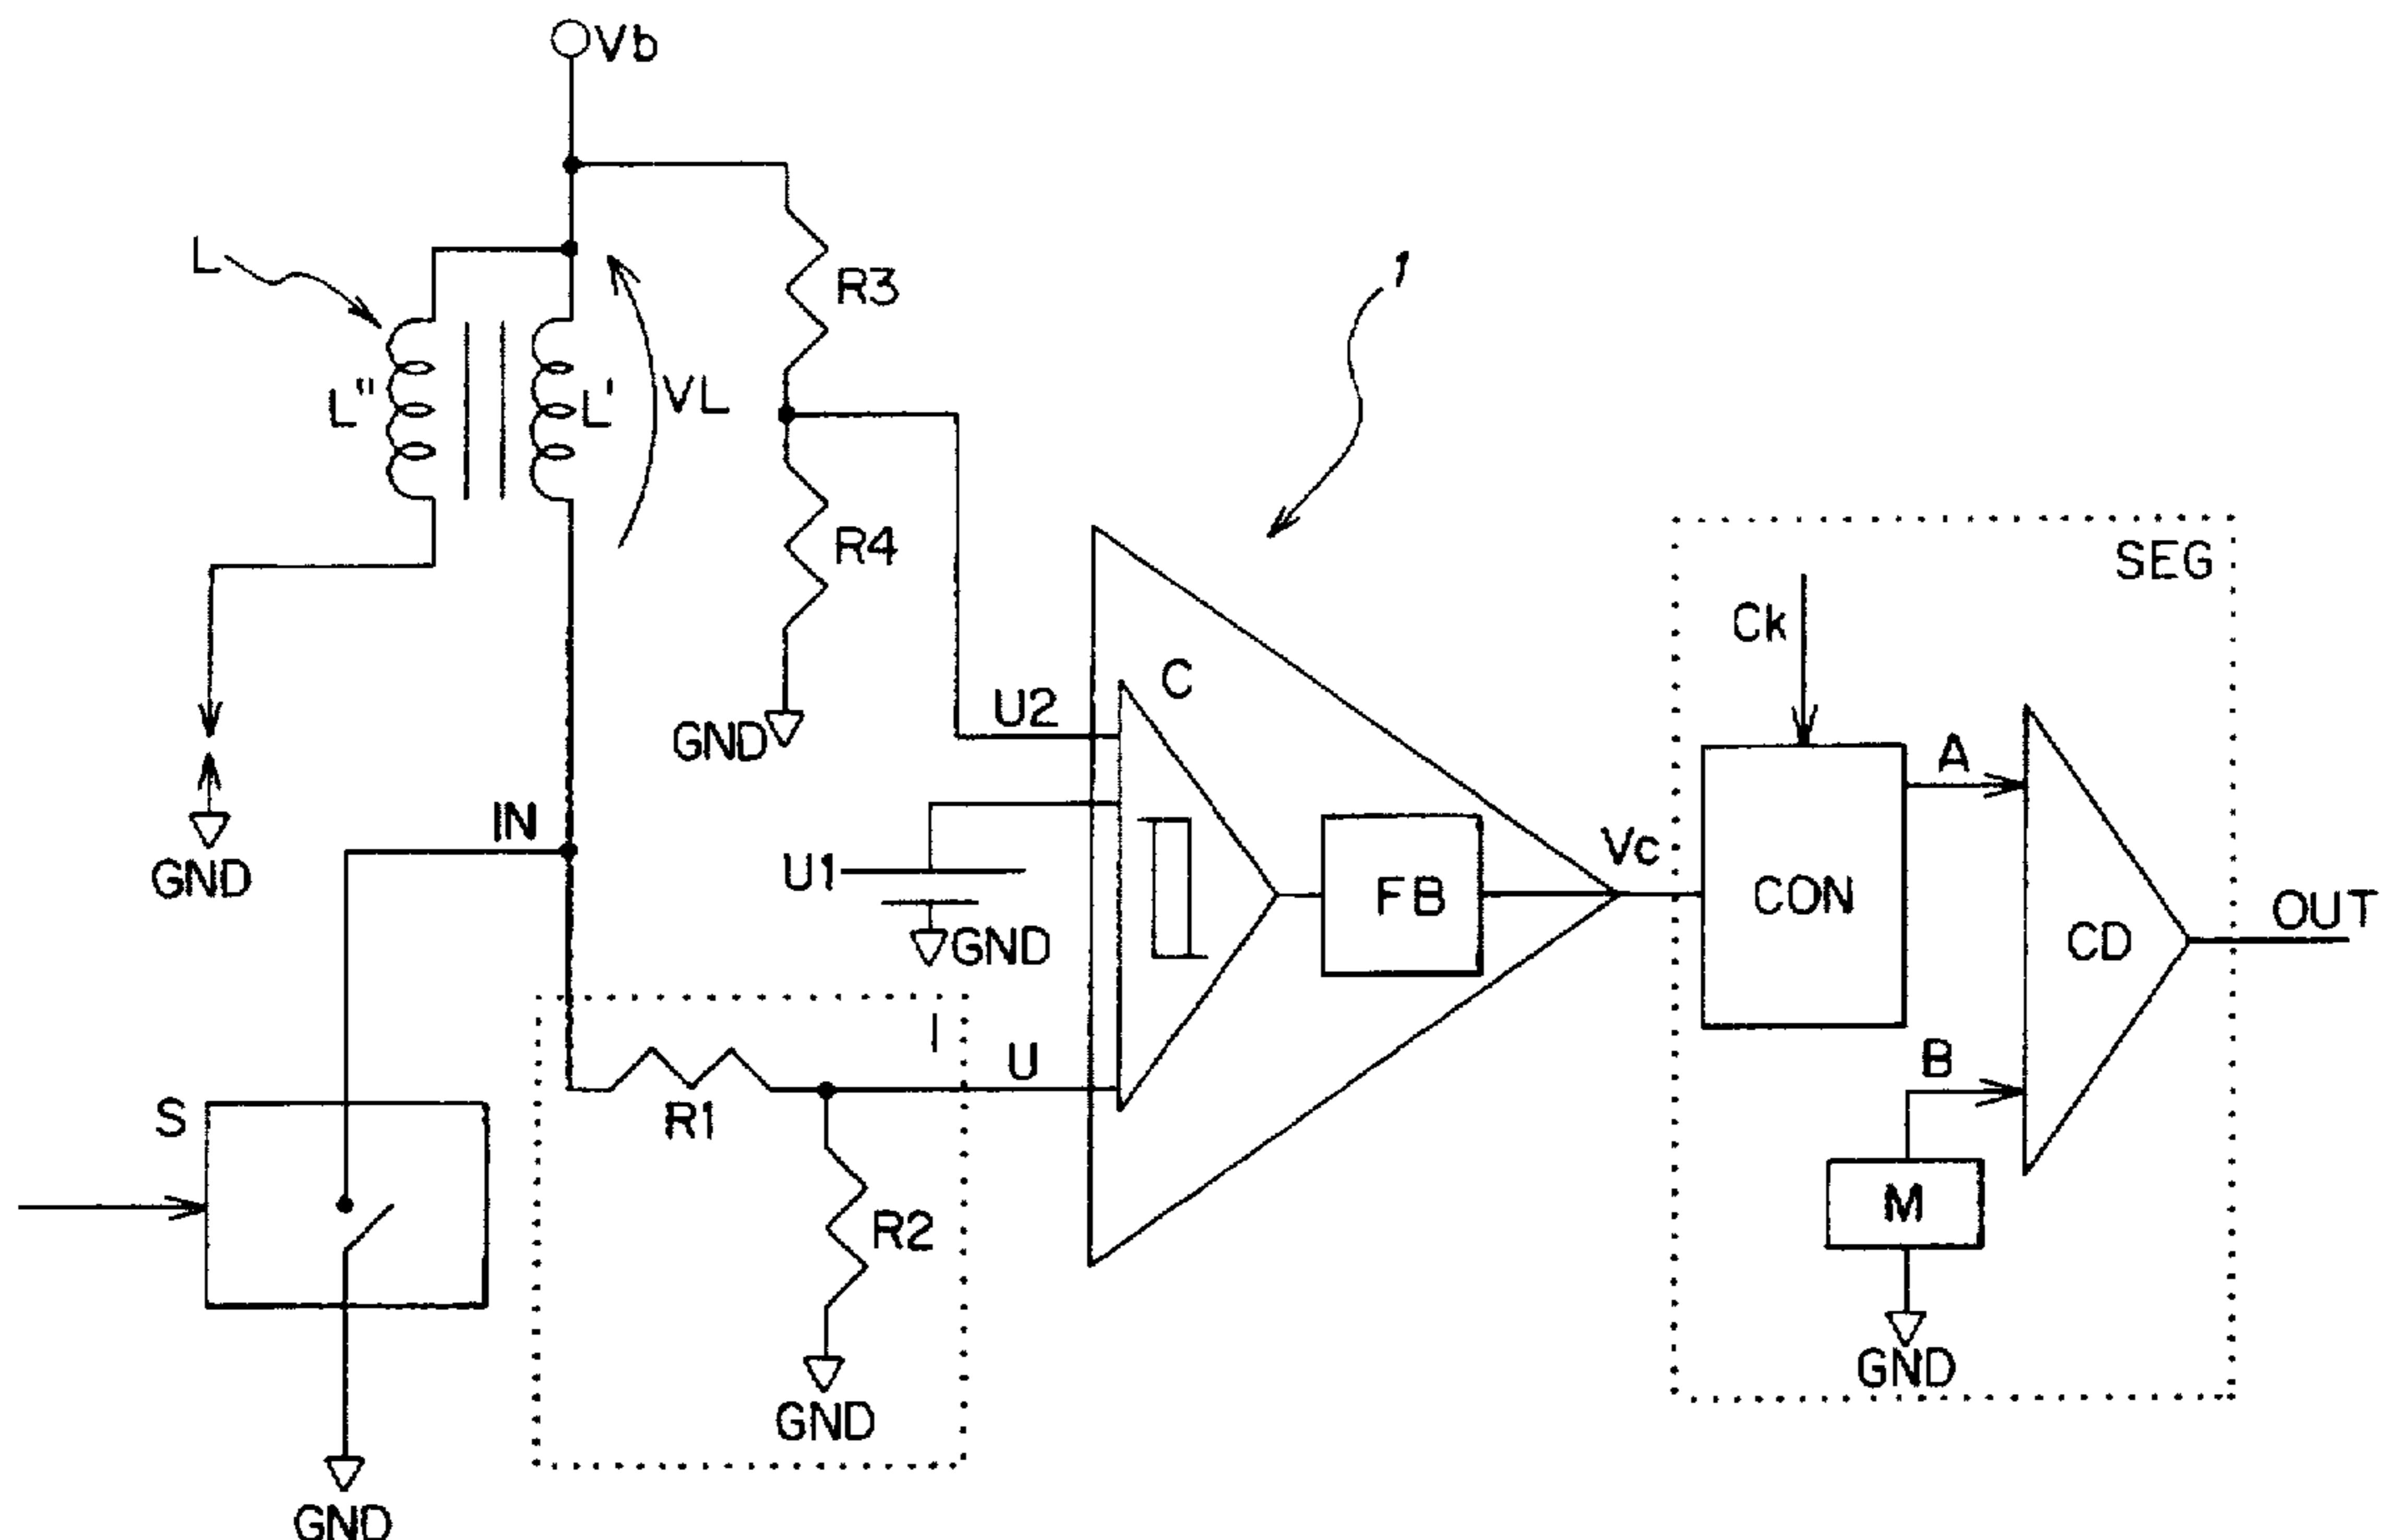 Vb
L
R3
1
L"
L'
VL
R4
SEG
Ck
C
U2
GND
A
IN
Vc
U1
FB
CON
GND
OUT
CD
GND
I
U
B
S
R1
M
R2
GND
GND
GND